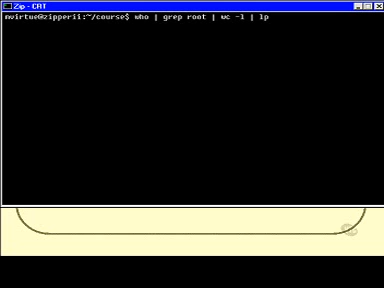 Zip - CRT
mvirtue@zipperii:~/course$ who | grep root | wc -l | lp